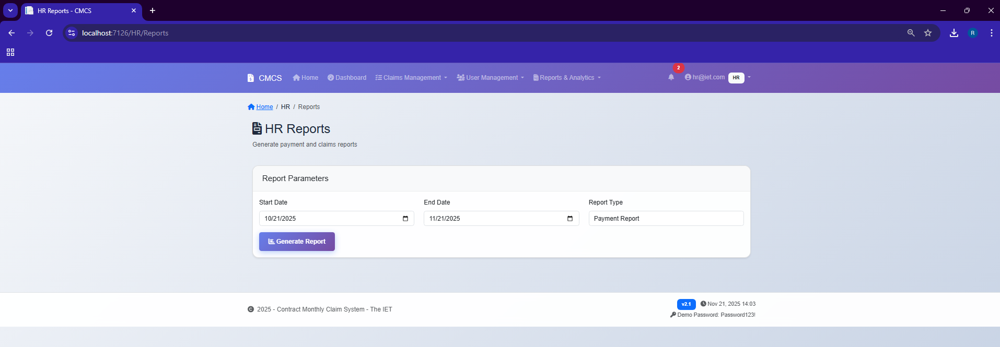 HR Reports - CMCS
localhost:7126/HR/Reports
R
2
CMCS Home Dashboard Claims Management User Management Reports & Analytics hr@iet.com HR
Home / HR / Reports
HR Reports
Generate payment and claims reports
Report Parameters
Start Date End Date Report Type
10/21/2025 11/21/2025 Payment Report
Generate Report
© 2025 - Contract Monthly Claim System - The IET
v2.1 Nov 21, 2025 14:03
Demo Password: Password123!